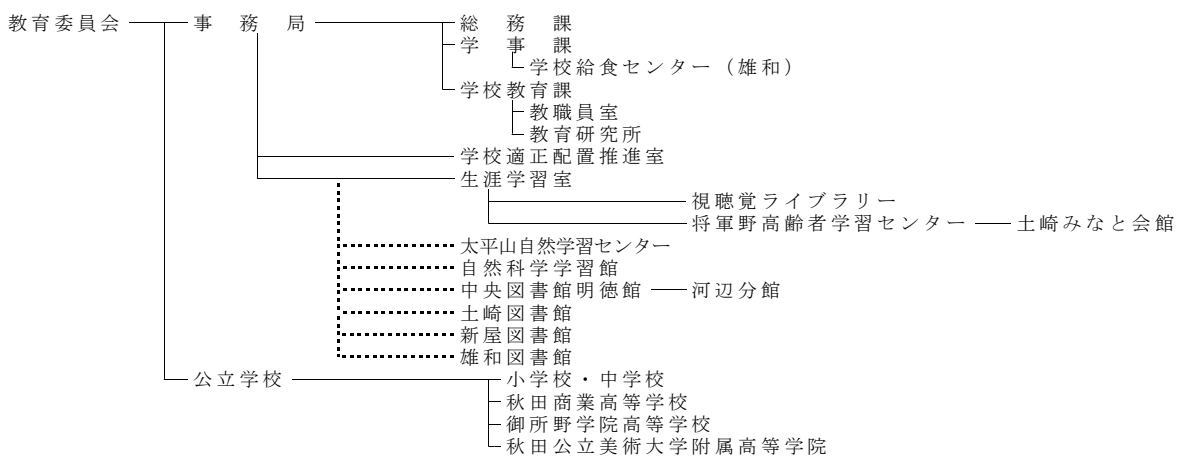 教育委員会 事務局 総務課
学事課
学校給食センター（雄和）
学校教育課
教職員室
教育研究所
学校適正配置推進室
生涯学習室
視聴覚ライブラリー
将軍野高齢者学習センター 土崎みなと会館
太平山自然学習センター
自然科学学習館
中央図書館明徳館 河辺分館
土崎図書館
新屋図書館
雄和図書館
公立学校 小学校・中学校
秋田商業高等学校
御所野学院高等学校
秋田公立美術大学附属高等学院